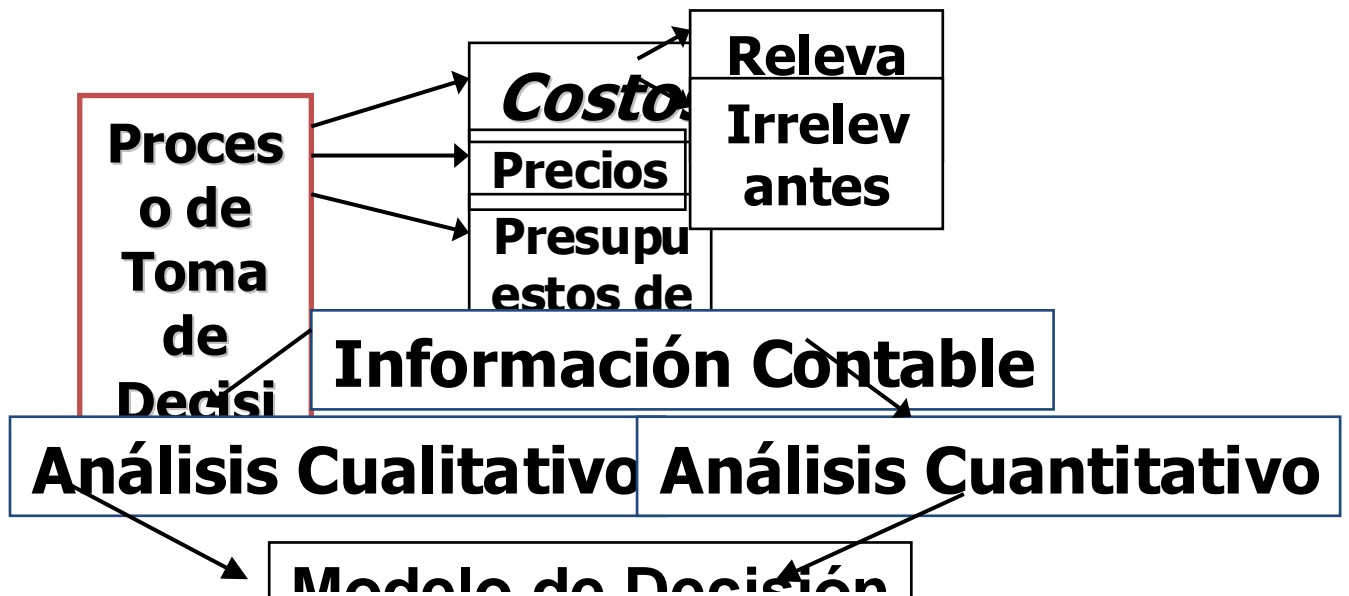 Proces
o de
Toma
de
Decisi
Costos
Precios
Presupu
estos de
Releva
Irrelev
antes
Información Contable
Análisis Cualitativo
Análisis Cuantitativo
Modelo de Decisión